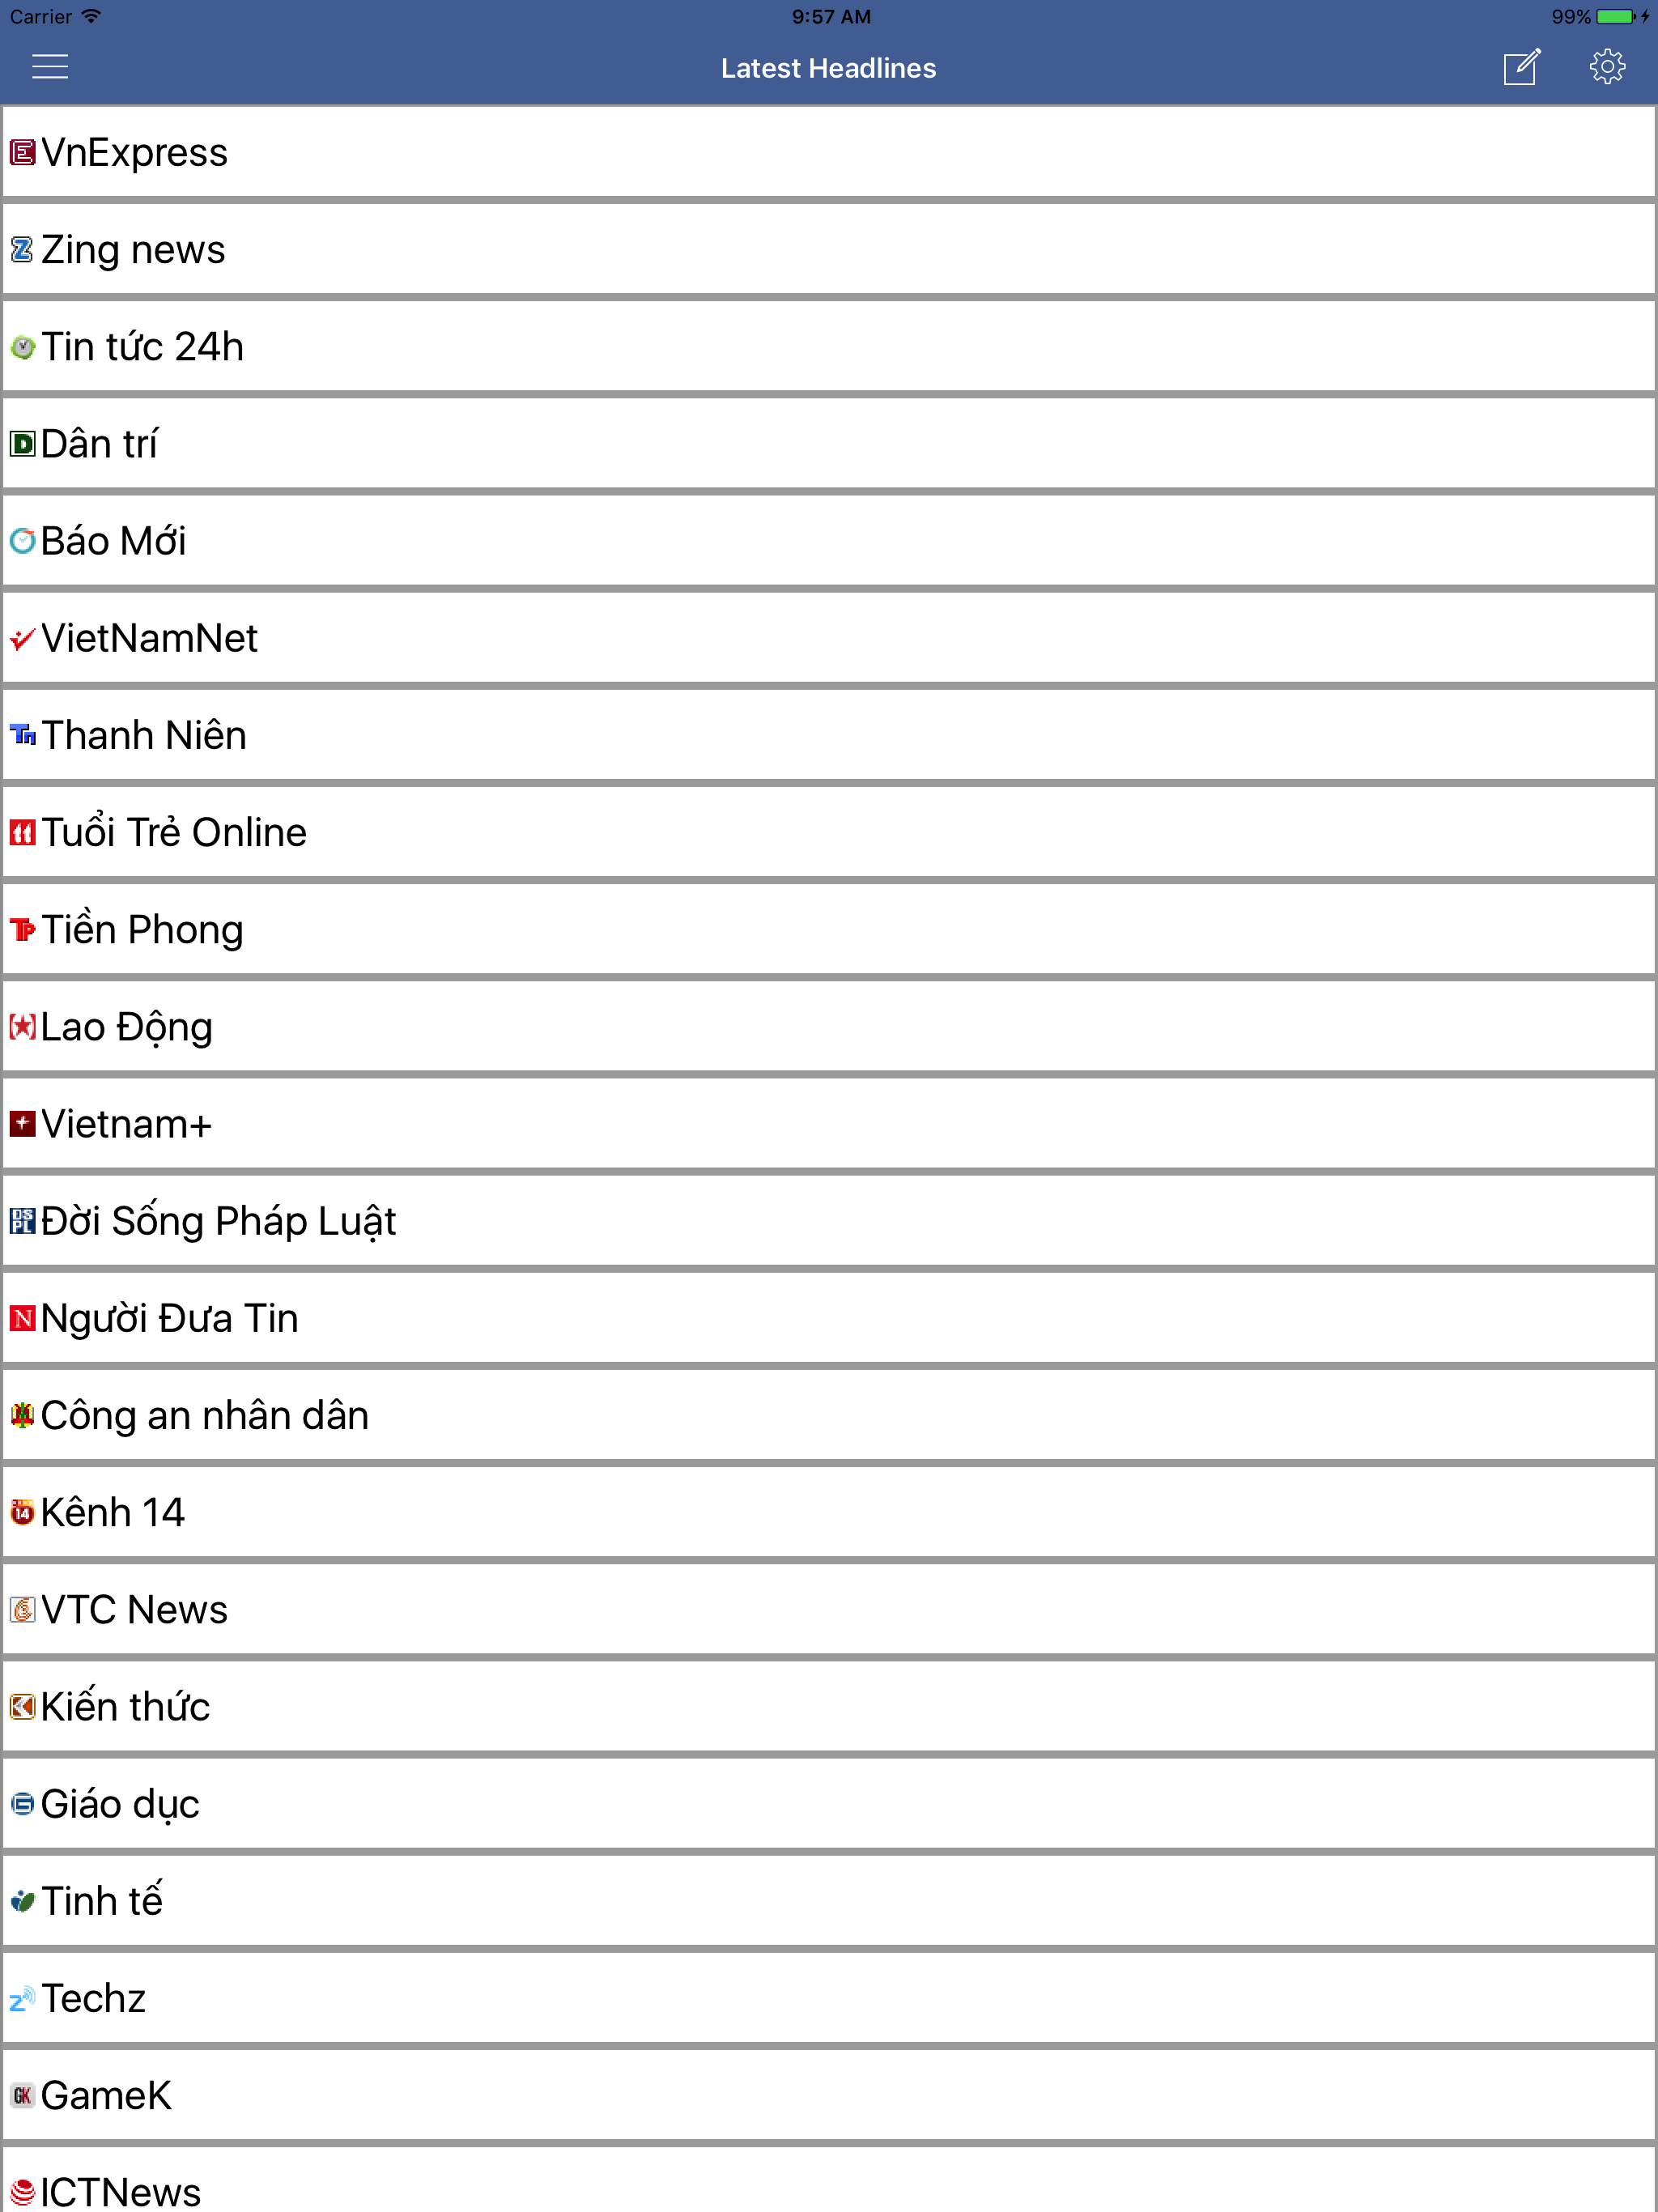 Carrier 9:57 AM 99%
Latest Headlines
VnExpress
Zing news
Tin tức 24h
Dân trí
Báo Mới
VietNamNet
Thanh Niên
Tuổi Trẻ Online
Tiền Phong
Lao Động
Vietnam+
Đời Sống Pháp Luật
Người Đưa Tin
Công an nhân dân
Kênh 14
VTC News
Kiến thức
Giáo dục
Tinh tế
Techz
GameK
ICTNews